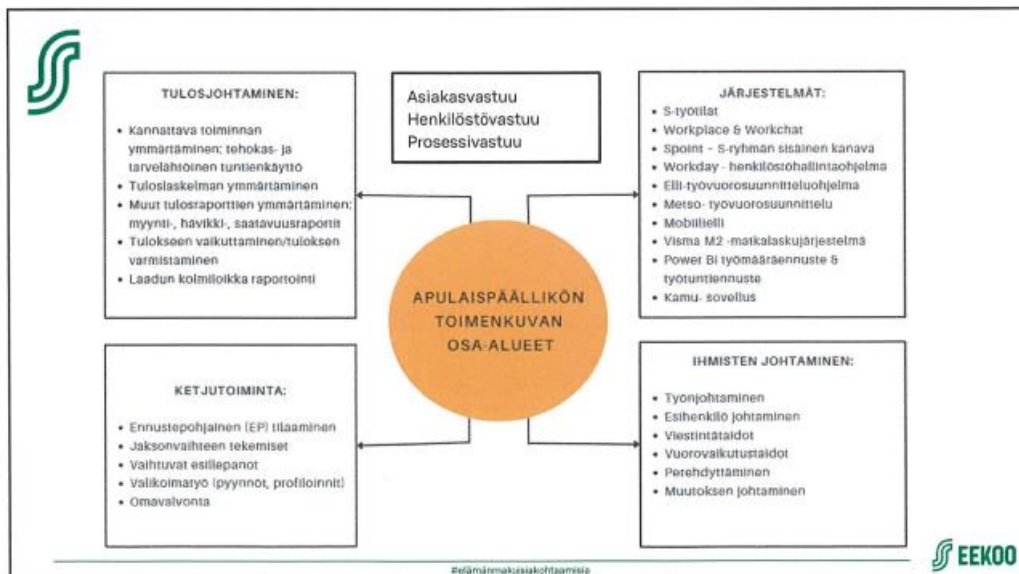 TULOSJOHTAMINEN:
• Kannattava toiminnan
ymmärtäminen: tehokas- ja
tarvelähtöinen tuntienkäyttö
• Tuloslaskelman ymmärtäminen
• Muut tulosraporttien ymmärtäminen:
myynti-, hävikki-, saatavuusraportit
• Tulokseen vaikuttaminen/tuloksen
varmistaminen
• Laadun kolmiloikka raportointi
Asiakasvastuu
Henkilöstövastuu
Prosessivastuu
JÄRJESTELMÄT:
• S-työtilat
• Workplace & Workchat
• Spoint - S-ryhmän sisäinen kanava
• Workday - henkilöstöhallintaohjelma
• Elli-työvuorosuunnitteluohjelma
• Metso- työvuorosuunnittelu
• Mobiilielli
• Visma M2 -matkalaskujärjestelmä
• Power Bi työmääräennuste &
työtuntiennuste
• Kamu- sovellus
APULAISPÄÄLLIKÖN
TOIMENKUVAN
OSA-ALUEET
KETJUTOIMINTA:
• Ennustepohjainen (EP) tilaaminen
• Jaksonvaihteen tekemiset
• Vaihtuvat esillepanot
• Valikoimatyö (pyynnöt, profiloinnit)
• Omavalvonta
IHMISTEN JOHTAMINEN:
• Työnjohtaminen
• Esihenkilö johtaminen
• Viestintätaidot
• Vuorovaikutustaidot
• Perehdyttäminen
• Muutoksen johtaminen
#elämänmakuisiakohtaamisia
EEKOO